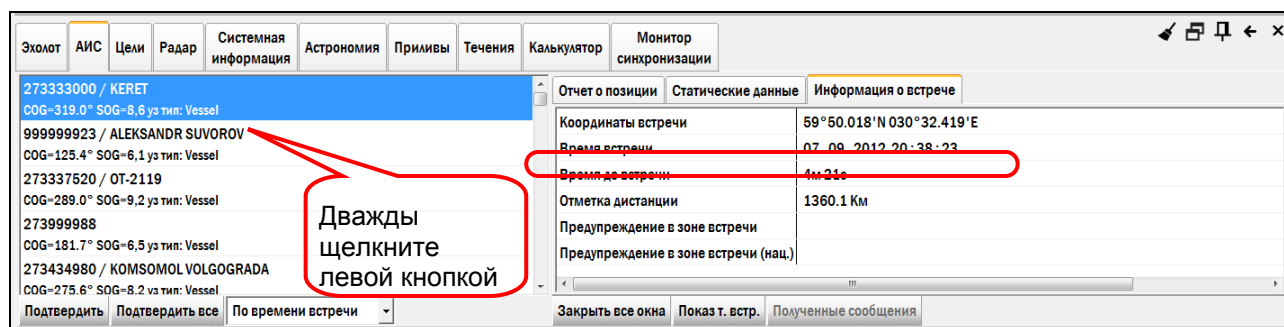 Эхолот АИС Цели Радар Системная информация Астрономия Приливы Течения Калькулятор Монитор синхронизации
273333000 / KERET
COG=319.0° SOG=8,6 уз тип: Vessel
999999923 / ALEKSANDR SUVOROV
COG=125.4° SOG=6,1 уз тип: Vessel
273337520 / OT-2119
COG=289.0° SOG=9,2 уз тип: Vessel
273999988
COG=181.7° SOG=6,5 уз тип: Vessel
273434980 / KOMSOMOL VOLGOGRADA
COG=275.6° SOG=8,2 уз тип: Vessel
Подтвердить Подтвердить все По времени встречи
Дважды
щелкните
левой кнопкой
Отчет о позиции Статические данные Информация о встрече
Координаты встречи 59°50.018'N 030°32.419'E
Время встречи 07 . 09 . 2012 20 : 38 : 23
Время до встречи 4м 21с
Отметка дистанции 1360.1 Км
Предупреждение в зоне встречи
Предупреждение в зоне встречи (нац.)
Закрыть все окна Показ т. встр. Полученные сообщения